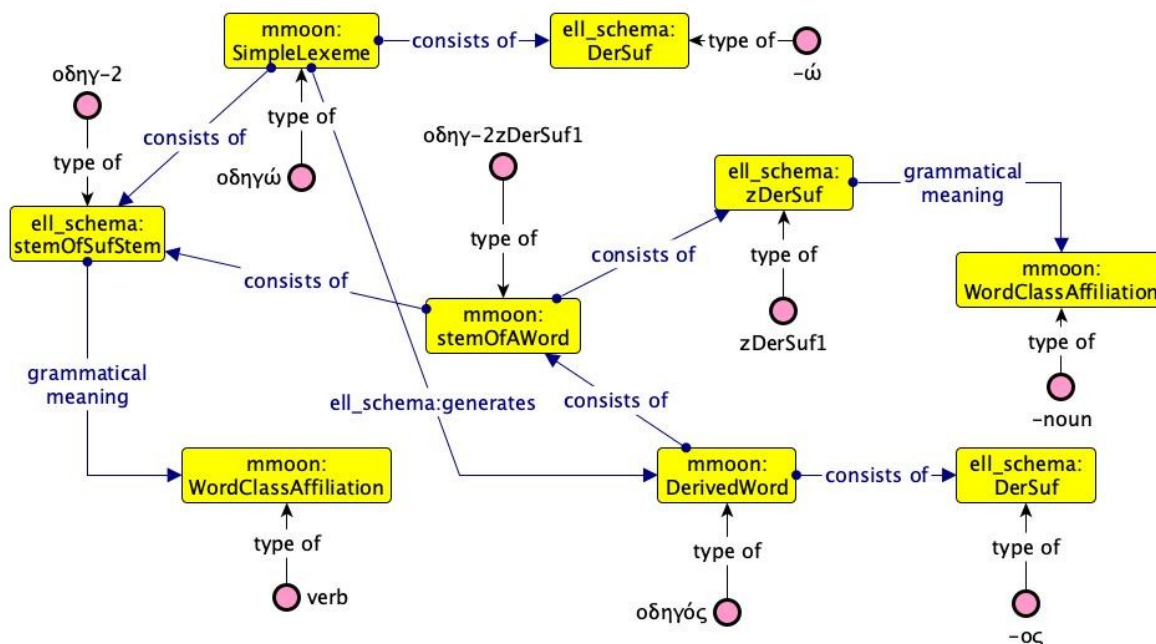 mmoon:
SimpleLexeme
consists of
ell_schema:
DerSuf
type of
-ώ
οδηγ-2
type of
consists of
type of
οδηγώ
οδηγ-2zDerSuf1
type of
ell_schema:
stemOfSufStem
consists of
mmoon:
stemOfAWord
consists of
ell_schema:
zDerSuf
grammatical
meaning
type of
zDerSuf1
mmoon:
WordClassAffiliation
type of
-noun
grammatical
meaning
ell_schema:generates
consists of
mmoon:
WordClassAffiliation
type of
verb
mmoon:
DerivedWord
consists of
ell_schema:
DerSuf
type of
οδηγός
type of
-ος